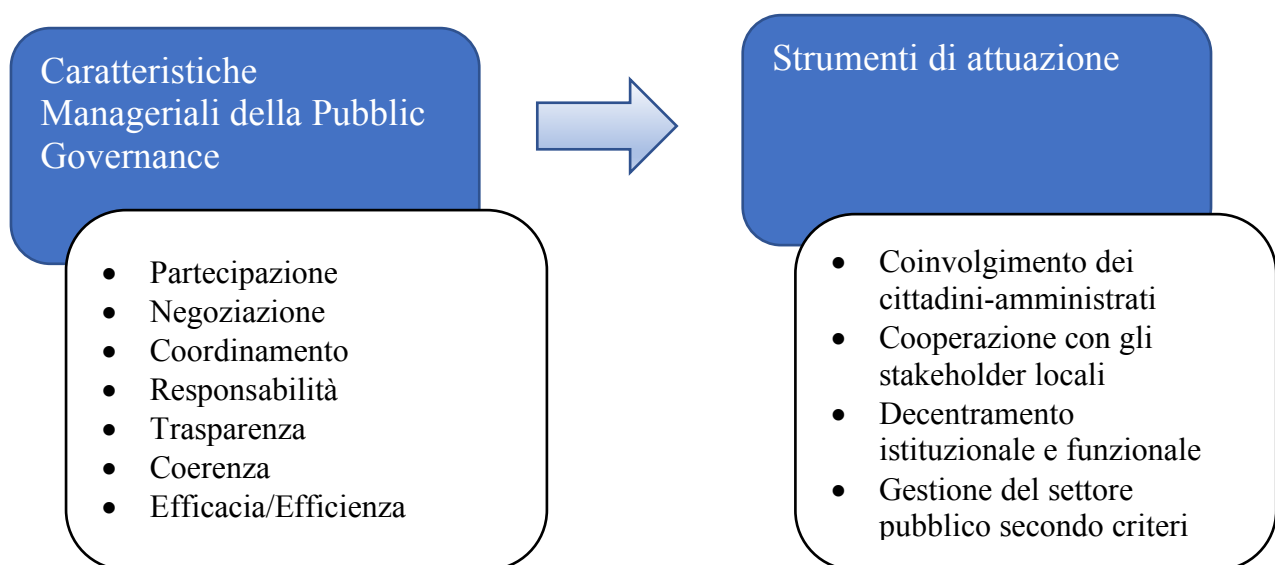 Caratteristiche
Manageriali della Pubblic
Governance
• Partecipazione
• Negoziazione
• Coordinamento
• Responsabilità
• Trasparenza
• Coerenza
• Efficacia/Efficienza
Strumenti di attuazione
• Coinvolgimento dei
cittadini-amministrati
• Cooperazione con gli
stakeholder locali
• Decentramento
istituzionale e funzionale
• Gestione del settore
pubblico secondo criteri